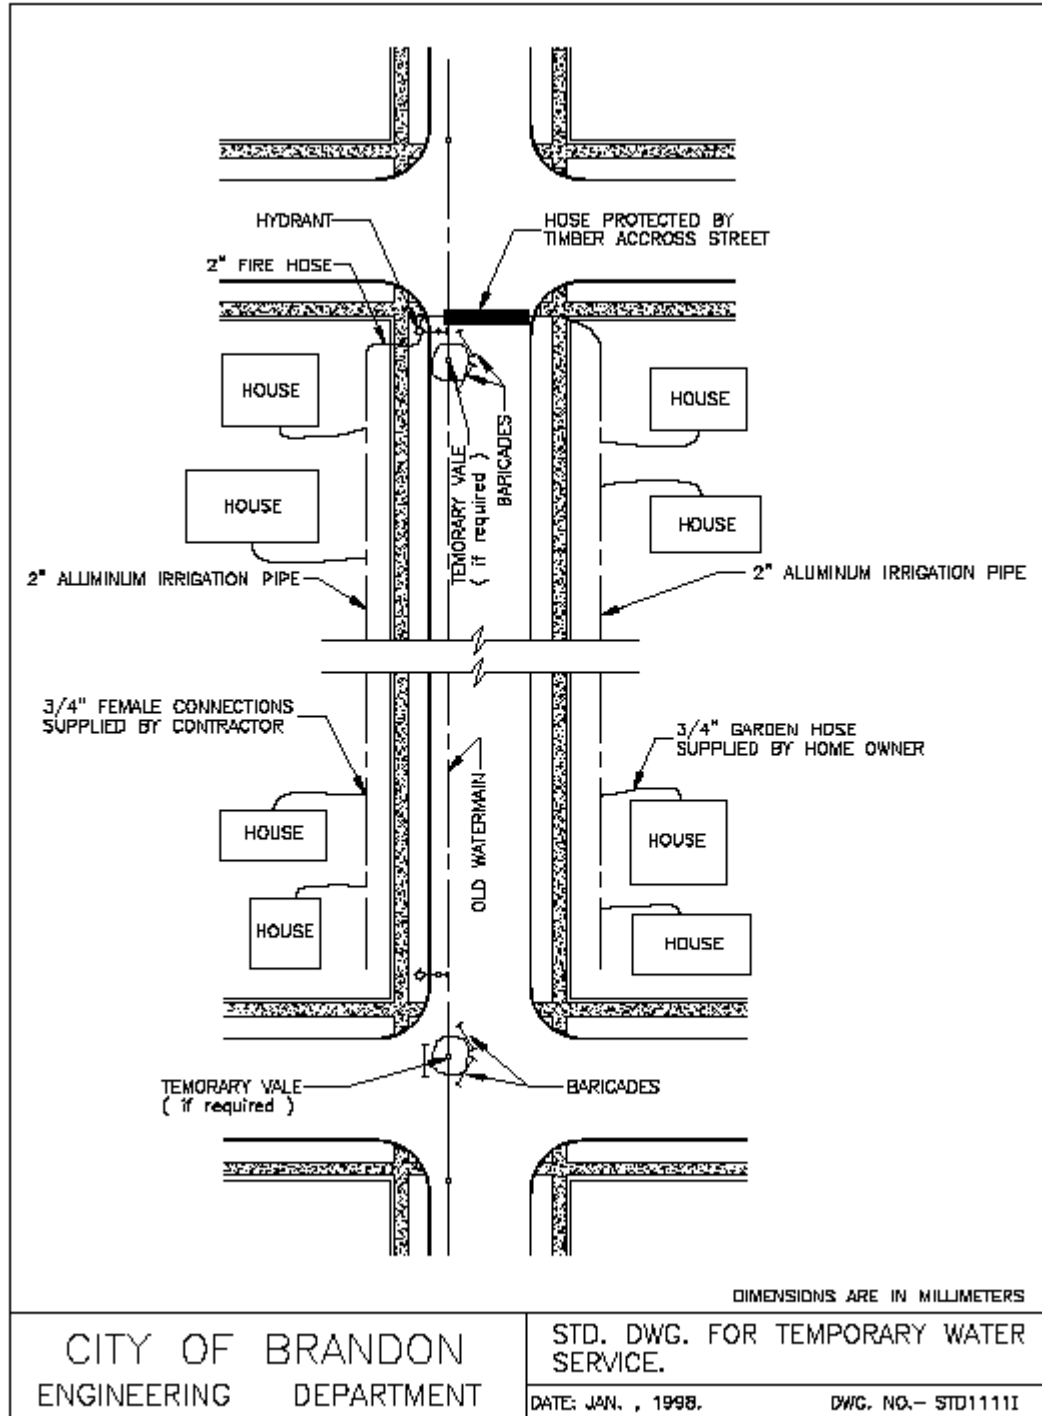 HYDRANT
HOSE PROTECTED BY
TIMBER ACCROSS STREET
2" FIRE HOSE
HOUSE
HOUSE
HOUSE
HOUSE
TEMORARY VALE
( if required )
BARICADES
2" ALUMINUM IRRIGATION PIPE
2" ALUMINUM IRRIGATION PIPE
3/4" FEMALE CONNECTIONS
SUPPLIED BY CONTRACTOR
3/4" GARDEN HOSE
SUPPLIED BY HOME OWNER
OLD WATERMAIN
HOUSE
HOUSE
HOUSE
HOUSE
TEMORARY VALE
( if required )
BARICADES
DIMENSIONS ARE IN MILLIMETERS
CITY OF BRANDON
ENGINEERING DEPARTMENT
STD. DWG. FOR TEMPORARY WATER
SERVICE.
DATE: JAN. , 1998.
DWG. NO.- STD1111I